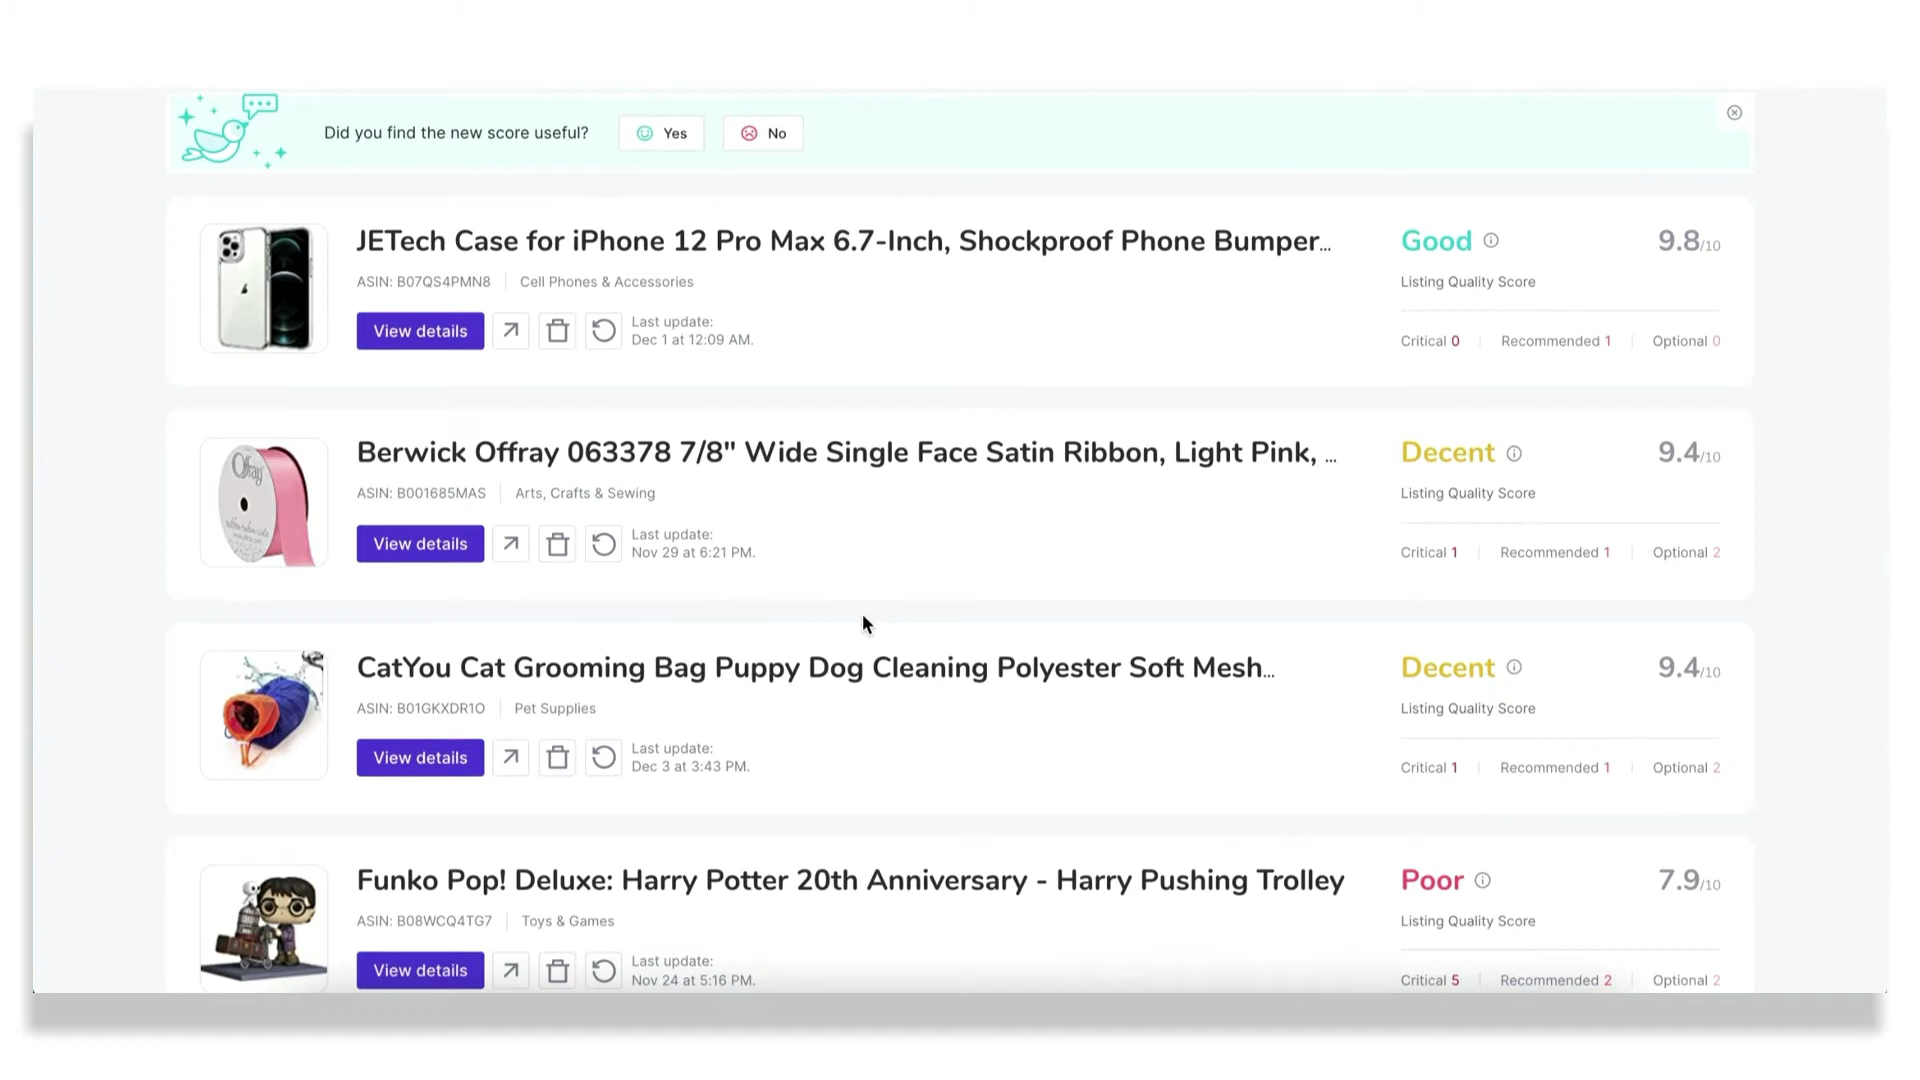 Did you find the new score useful?
Yes
No
JETech Case for iPhone 12 Pro Max 6.7-Inch, Shockproof Phone Bumper...
Good
9.8/10
ASIN: B07QS4PMN8
Cell Phones & Accessories
Listing Quality Score
View details
Last update:
Dec 1 at 12:09 AM.
Critical 0
Recommended 1
Optional 0
Berwick Offray 063378 7/8" Wide Single Face Satin Ribbon, Light Pink, ...
Decent
9.4/10
Offray
ASIN: B001685MAS
Arts, Crafts & Sewing
Listing Quality Score
View details
Last update:
Nov 29 at 6:21 PM.
Critical 1
Recommended 1
Optional 2
CatYou Cat Grooming Bag Puppy Dog Cleaning Polyester Soft Mesh...
Decent
9.4/10
ASIN: B01GKXDR1O
Pet Supplies
Listing Quality Score
View details
Last update:
Dec 3 at 3:43 PM.
Critical 1
Recommended 1
Optional 2
Funko Pop! Deluxe: Harry Potter 20th Anniversary - Harry Pushing Trolley
Poor
7.9/10
ASIN: B08WCQ4TG7
Toys & Games
Listing Quality Score
View details
Last update:
Nov 24 at 5:16 PM.
Critical 5
Recommended 2
Optional 2